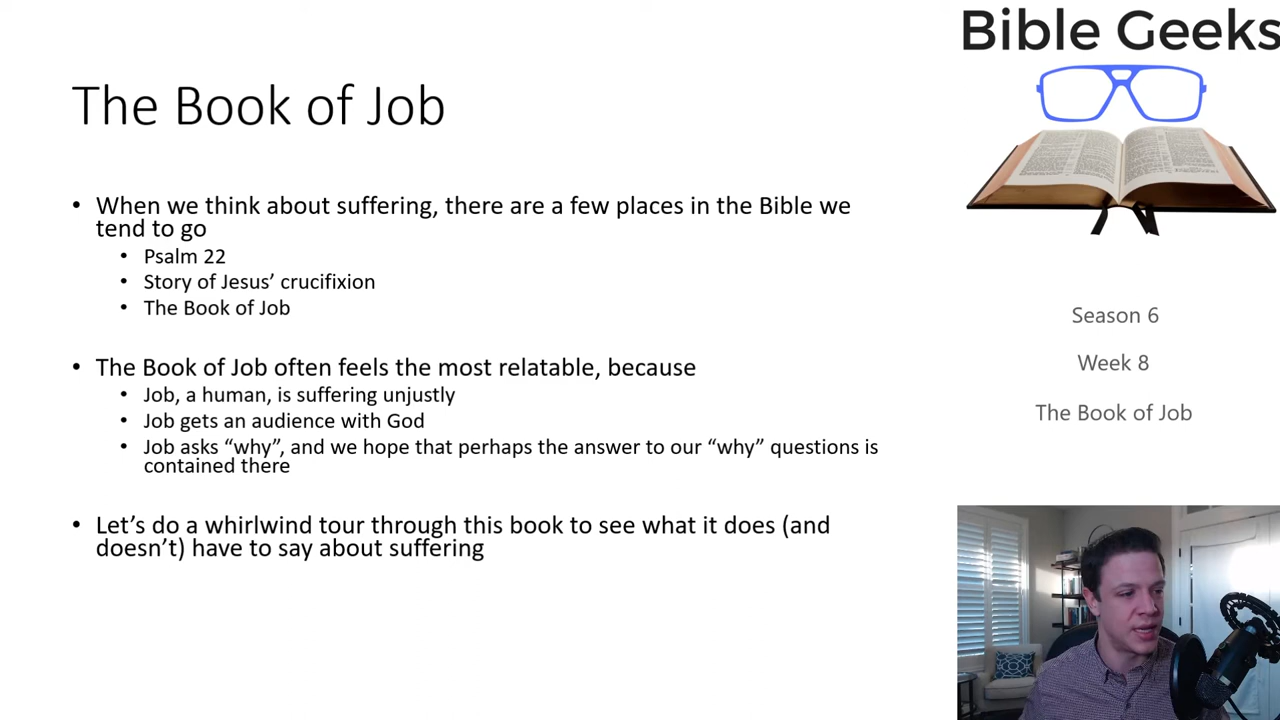 The Book of Job
• When we think about suffering, there are a few places in the Bible we
tend to go
• Psalm 22
• Story of Jesus’ crucifixion
• The Book of Job
• The Book of Job often feels the most relatable, because
• Job, a human, is suffering unjustly
• Job gets an audience with God
• Job asks “why”, and we hope that perhaps the answer to our “why” questions is
contained there
• Let’s do a whirlwind tour through this book to see what it does (and
doesn’t) have to say about suffering
Bible Geeks
Season 6
Week 8
The Book of Job